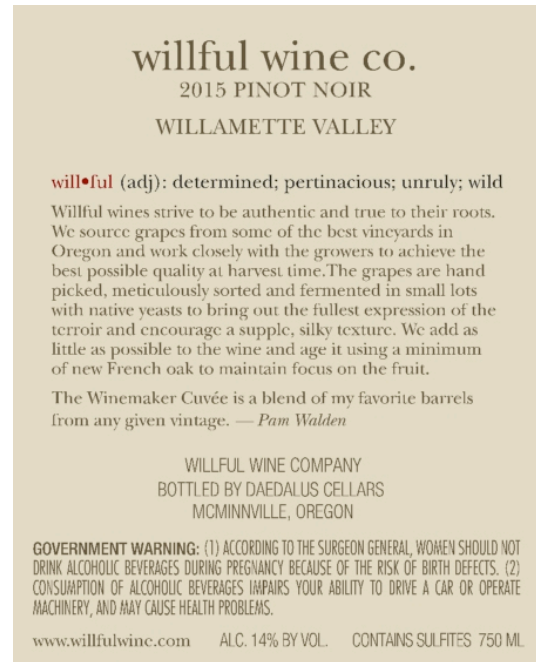 willful wine co.
2015 PINOT NOIR
WILLAMETTE VALLEY
will•ful (adj): determined; pertinacious; unruly; wild
Willful wines strive to be authentic and true to their roots.
We source grapes from some of the best vineyards in
Oregon and work closely with the growers to achieve the
best possible quality at harvest time.The grapes are hand
picked, meticulously sorted and fermented in small lots
with native yeasts to bring out the fullest expression of the
terroir and encourage a supple, silky texture. We add as
little as possible to the wine and age it using a minimum
of new French oak to maintain focus on the fruit.
The Winemaker Cuvée is a blend of my favorite barrels
from any given vintage. — Pam Walden
WILLFUL WINE COMPANY
BOTTLED BY DAEDALUS CELLARS
MCMINNVILLE, OREGON
GOVERNMENT WARNING: (1) ACCORDING TO THE SURGEON GENERAL, WOMEN SHOULD NOT
DRINK ALCOHOLIC BEVERAGES DURING PREGNANCY BECAUSE OF THE RISK OF BIRTH DEFECTS. (2)
CONSUMPTION OF ALCOHOLIC BEVERAGES IMPAIRS YOUR ABILITY TO DRIVE A CAR OR OPERATE
MACHINERY, AND MAY CAUSE HEALTH PROBLEMS.
www.willfulwine.com ALC. 14% BY VOL. CONTAINS SULFITES 750 ML